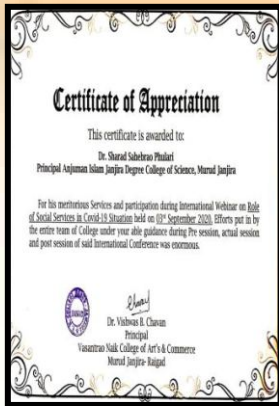 Certificate of Appreciation
This certificate is awarded to:
Dr. Sharad Sahebrao Phulari
Principal Anjuman Islam Janjira Degree College of Science, Murud Janjira
For his meritorious Services and participation during International Webinar on Role
of Social Services in Covid-19 Situation held on 03rd September 2020. Efforts put in by
the entire team of College under your able guidance during Pre session, actual session
and post session of said International Conference was enormous.
Dr. Vishwas B. Chavan
Principal
Vasantrao Naik College of Art's & Commerce
Murud Janjira- Raigad